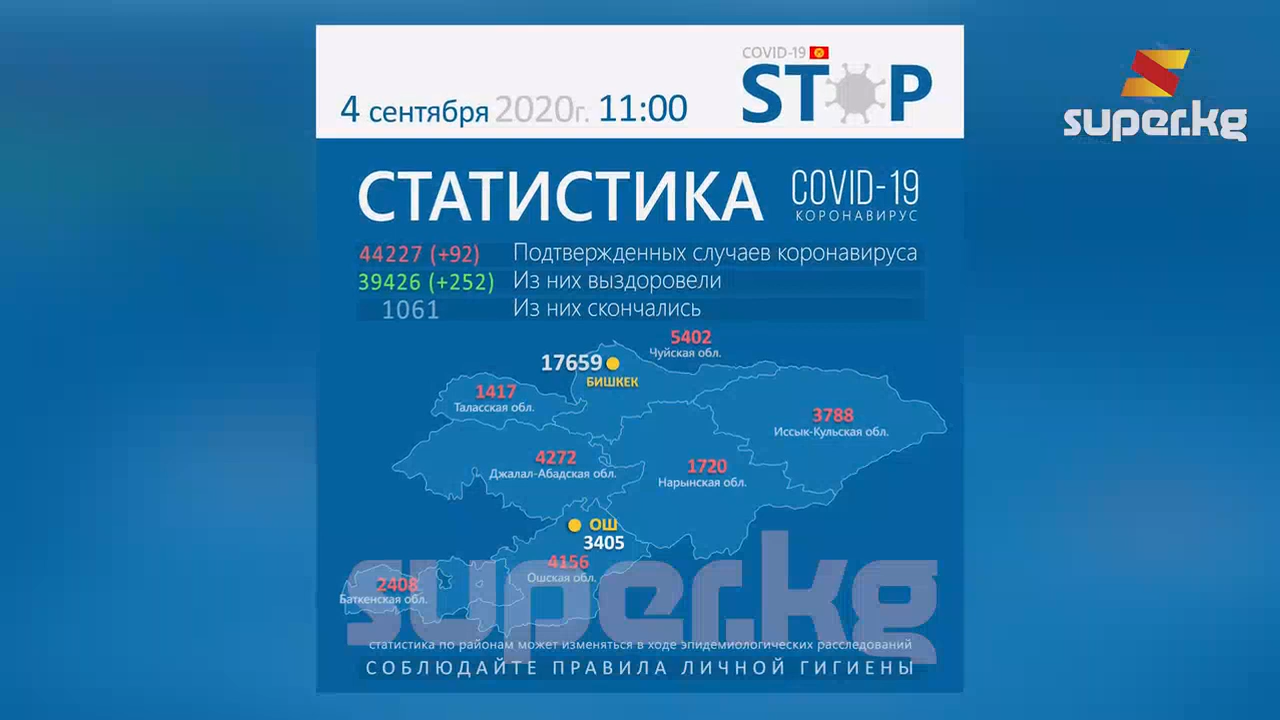 COVID-19
STOP
4 сентября 2020г. 11:00
super.kg
СТАТИСТИКА
COVID-19
КОРОНАВИРУС
44227 (+92) Подтвержденных случаев коронавируса
39426 (+252) Из них выздоровели
1061 Из них скончались
5402
Чуйская обл.
17659
БИШКЕК
1417
Таласская обл.
3788
Иссык-Кульская обл.
4272
Джалал-Абадская обл.
1720
Нарынская обл.
ОШ
3405
4156
Ошская обл.
2408
Баткенская обл.
super.kg
статистика по районам может изменяться в ходе эпидемиологических расследований
СОБЛЮДАЙТЕ ПРАВИЛА ЛИЧНОЙ ГИГИЕНЫ